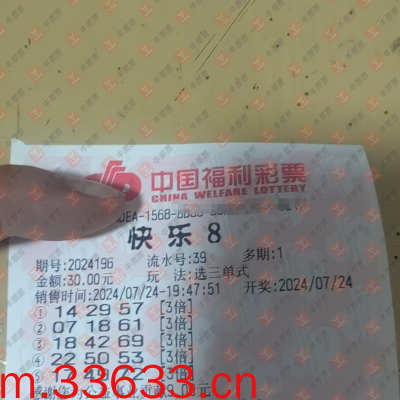 中国福利彩票
CHINA WELFARE LOTTERY
快乐8
期号:2024196 流水号:39 多期:1
金额:30.00元 玩 法:选三单式
销售时间:2024/07/24-19:47:51 开奖:2024/07/24
① 14 29 57 [3倍]
② 07 18 61 [3倍]
③ 18 42 69 [3倍]
④ 22 50 53 [3倍]
m.33633.cn